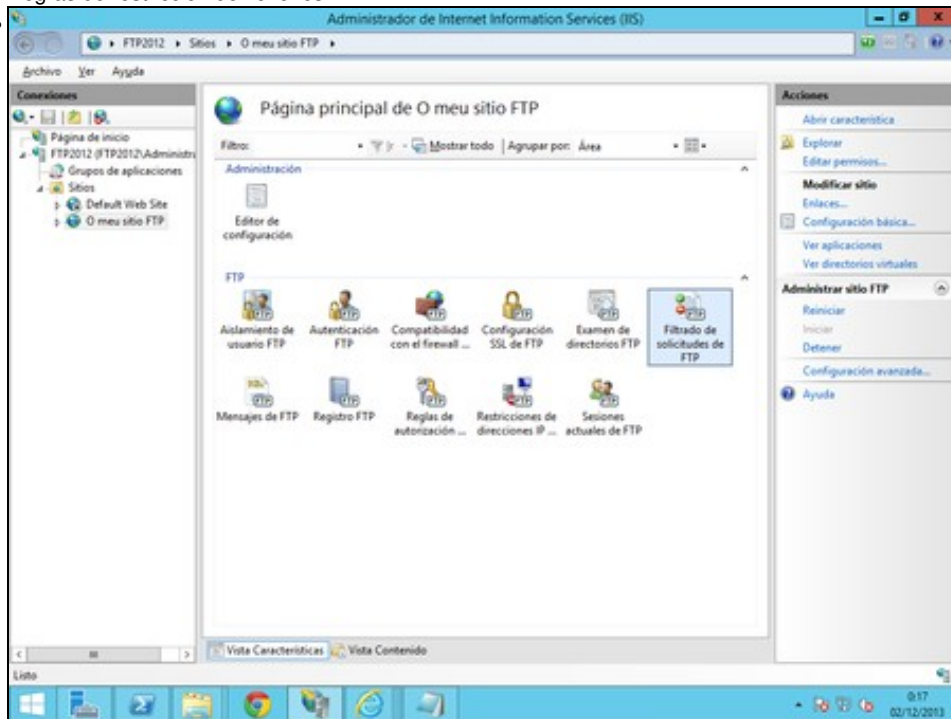 Administrador de Internet Information Services (IIS)
FTP2012 Sitios O meu sitio FTP
Archivo Ver Ayuda
Conexiones
Página de inicio
FTP2012 (FTP2012\Administra
Grupos de aplicaciones
Sitios
Default Web Site
O meu sitio FTP
Página principal de O meu sitio FTP
Filtro: Mostrar todo Agrupar por: Área
Administración
Editor de configuración
FTP
Aislamiento de usuario FTP
Autenticación FTP
Compatibilidad con el firewall ...
Configuración SSL de FTP
Examen de directorios FTP
Filtrado de solicitudes de FTP
Mensajes de FTP
Registro FTP
Reglas de autorización ...
Restricciones de direcciones IP ...
Sesiones actuales de FTP
Vista Características Vista Contenido
Acciones
Abrir característica
Explorar
Editar permisos...
Modificar sitio
Enlaces...
Configuración básica...
Ver aplicaciones
Ver directorios virtuales
Administrar sitio FTP
Reiniciar
Iniciar
Detener
Configuración avanzada...
Ayuda
Listo
0:17
02/12/2013